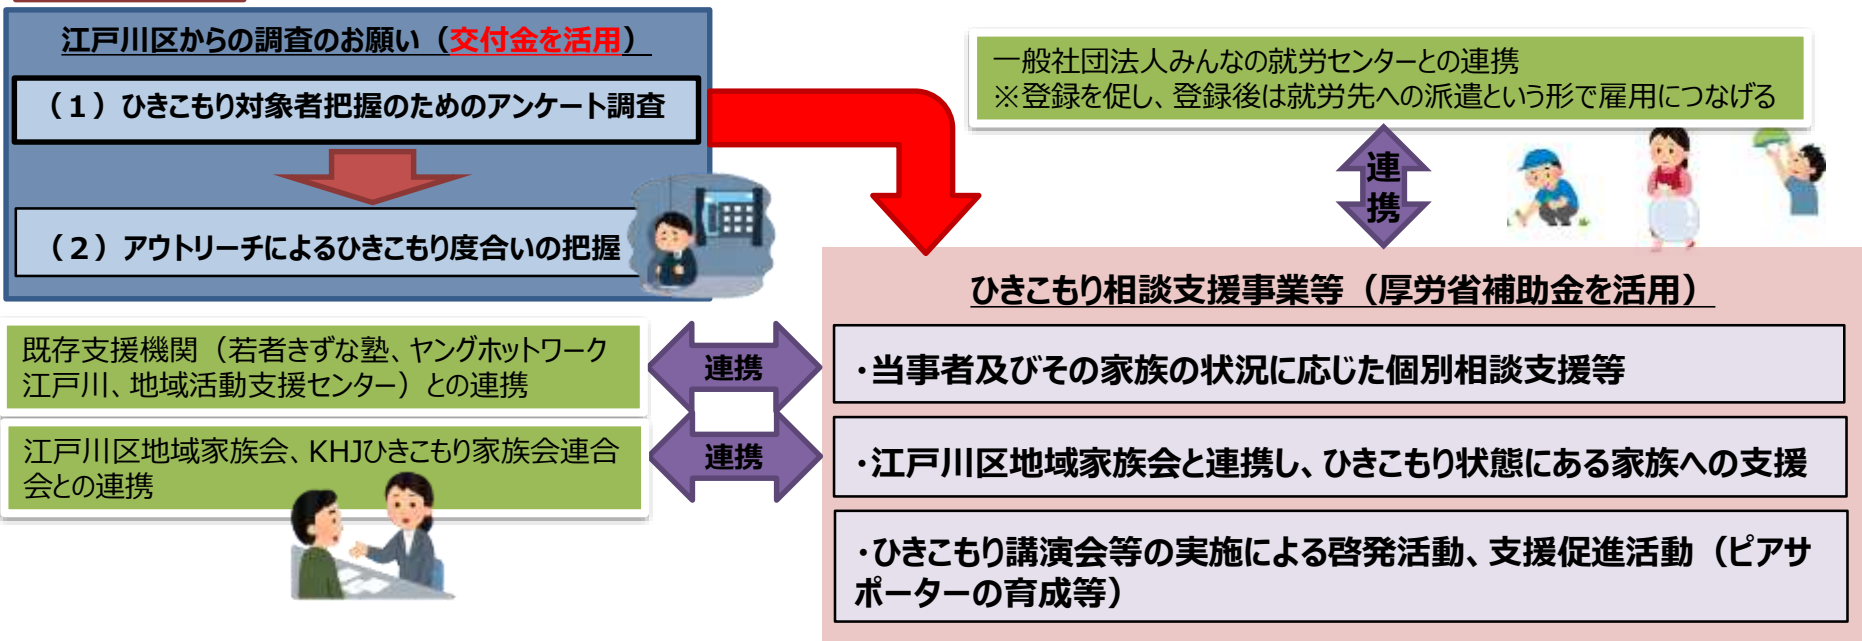 江戸川区からの調査のお願い（交付金を活用）
（１）ひきこもり対象者把握のためのアンケート調査
（２）アウトリーチによるひきこもり度合いの把握
一般社団法人みんなの就労センターとの連携
※登録を促し、登録後は就労先への派遣という形で雇用につなげる
連携
ひきこもり相談支援事業等（厚労省補助金を活用）
・当事者及びその家族の状況に応じた個別相談支援等
・江戸川区地域家族会と連携し、ひきこもり状態にある家族への支援
・ひきこもり講演会等の実施による啓発活動、支援促進活動（ピアサ
ポーターの育成等）
既存支援機関（若者きずな塾、ヤングホットワーク
江戸川、地域活動支援センター）との連携
連携
江戸川区地域家族会、KHJひきこもり家族会連合
会との連携
連携